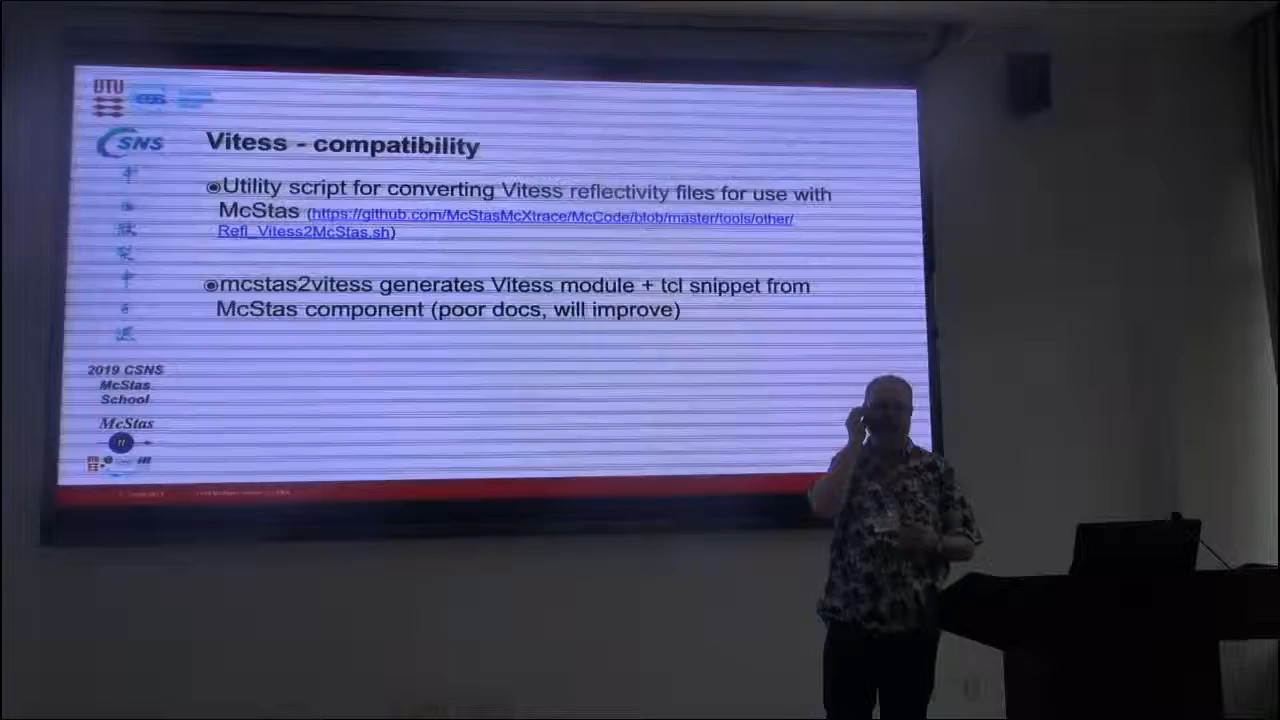 DTU
ess
CSNS
Vitess - compatibility
Utility script for converting Vitess reflectivity files for use with
McStas (https://github.com/McStasMcXtrace/McCode/blob/master/tools/other/
Refl_Vitess2McStas.sh)
mcstas2vitess generates Vitess module + tcl snippet from
McStas component (poor docs, will improve)
2019 CSNS
McStas
School
McStas